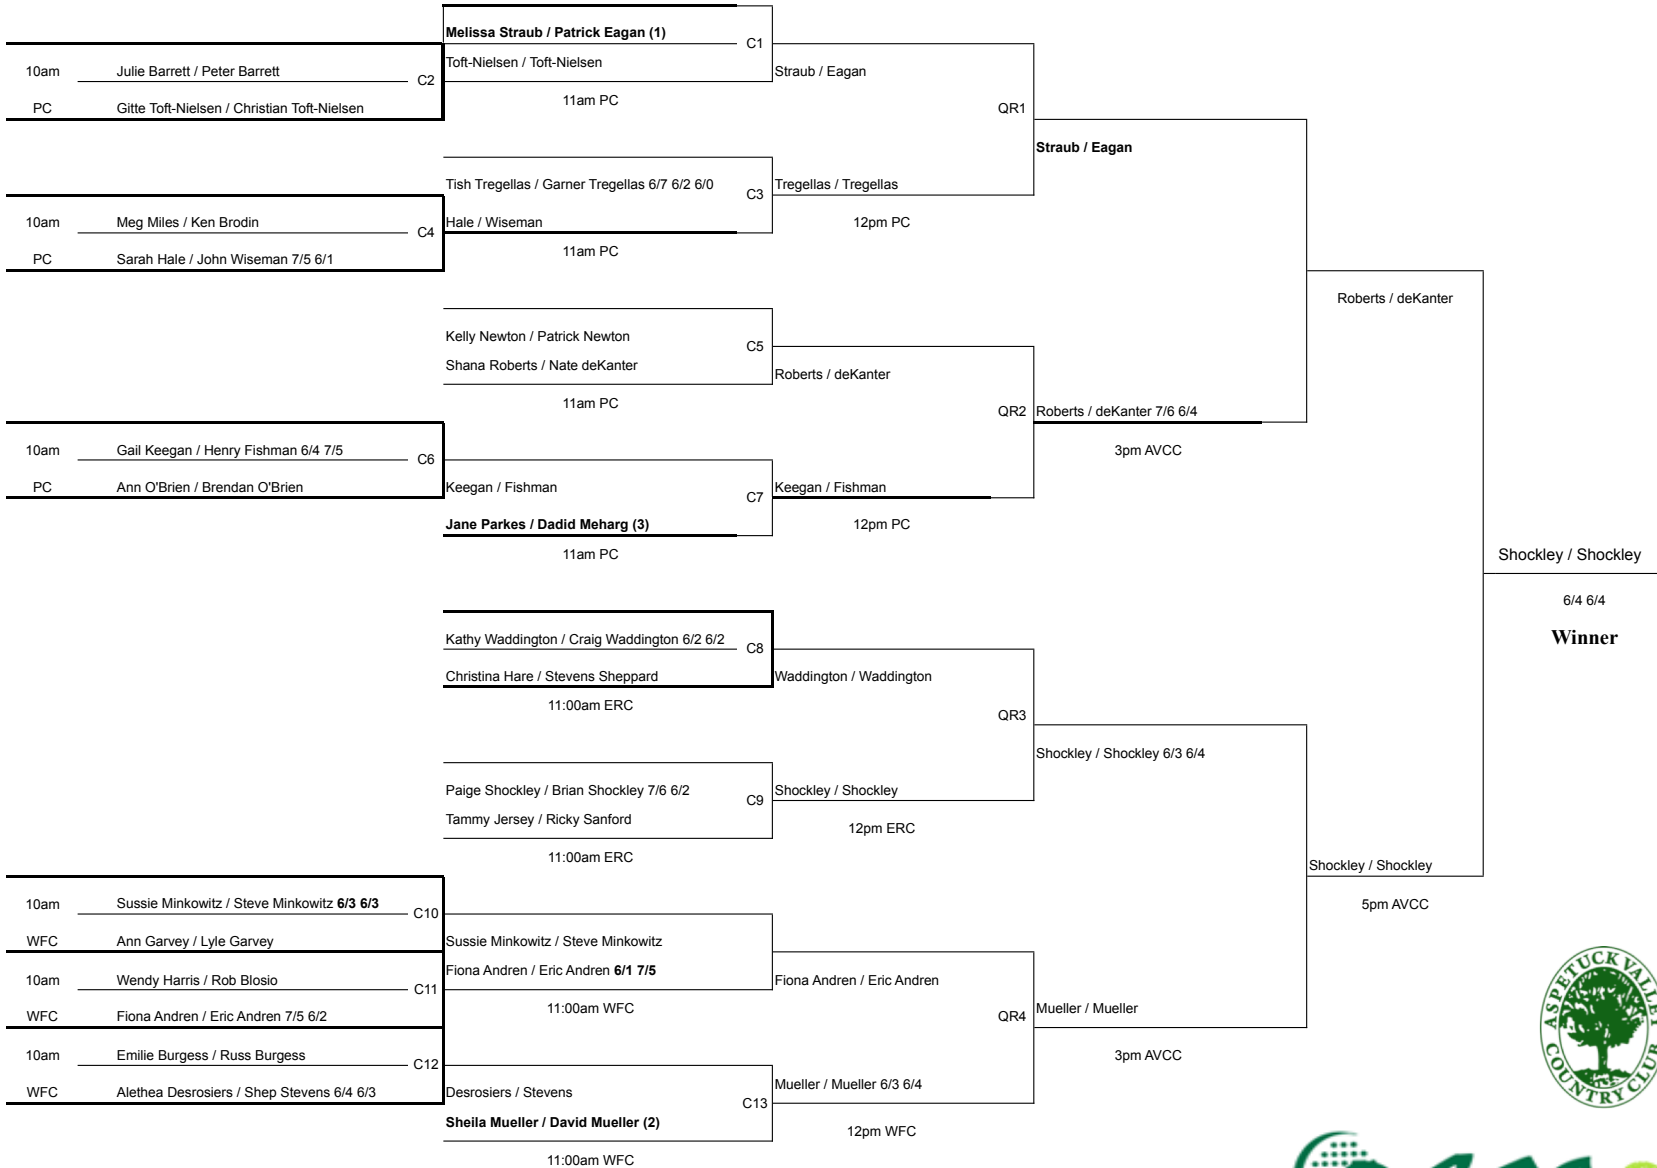 Melissa Straub / Patrick Eagan (1)
C1
10am
Julie Barrett / Peter Barrett
C2
Toft-Nielsen / Toft-Nielsen
Straub / Eagan
PC
Gitte Toft-Nielsen / Christian Toft-Nielsen
11am PC
QR1
Straub / Eagan
Tish Tregellas / Garner Tregellas 6/7 6/2 6/0
C3
Tregellas / Tregellas
10am
Meg Miles / Ken Brodin
C4
Hale / Wiseman
12pm PC
PC
Sarah Hale / John Wiseman 7/5 6/1
11am PC
Roberts / deKanter
Kelly Newton / Patrick Newton
C5
Shana Roberts / Nate deKanter
Roberts / deKanter
11am PC
QR2
Roberts / deKanter 7/6 6/4
10am
Gail Keegan / Henry Fishman 6/4 7/5
C6
3pm AVCC
PC
Ann O'Brien / Brendan O'Brien
Keegan / Fishman
C7
Keegan / Fishman
Jane Parkes / Dadid Meharg (3)
12pm PC
11am PC
Shockley / Shockley
6/4 6/4
Winner
Kathy Waddington / Craig Waddington 6/2 6/2
C8
Christina Hare / Stevens Sheppard
Waddington / Waddington
11:00am ERC
QR3
Shockley / Shockley 6/3 6/4
Paige Shockley / Brian Shockley 7/6 6/2
C9
Shockley / Shockley
Tammy Jersey / Ricky Sanford
12pm ERC
11:00am ERC
Shockley / Shockley
10am
Sussie Minkowitz / Steve Minkowitz 6/3 6/3
C10
5pm AVCC
WFC
Ann Garvey / Lyle Garvey
Sussie Minkowitz / Steve Minkowitz
10am
Wendy Harris / Rob Blosio
C11
Fiona Andren / Eric Andren 6/1 7/5
Fiona Andren / Eric Andren
WFC
Fiona Andren / Eric Andren 7/5 6/2
11:00am WFC
QR4
Mueller / Mueller
10am
Emilie Burgess / Russ Burgess
C12
3pm AVCC
WFC
Alethea Desrosiers / Shep Stevens 6/4 6/3
Desrosiers / Stevens
C13
Mueller / Mueller 6/3 6/4
Sheila Mueller / David Mueller (2)
12pm WFC
11:00am WFC
ASPETUCK VALLEY
COUNTRY CLUB